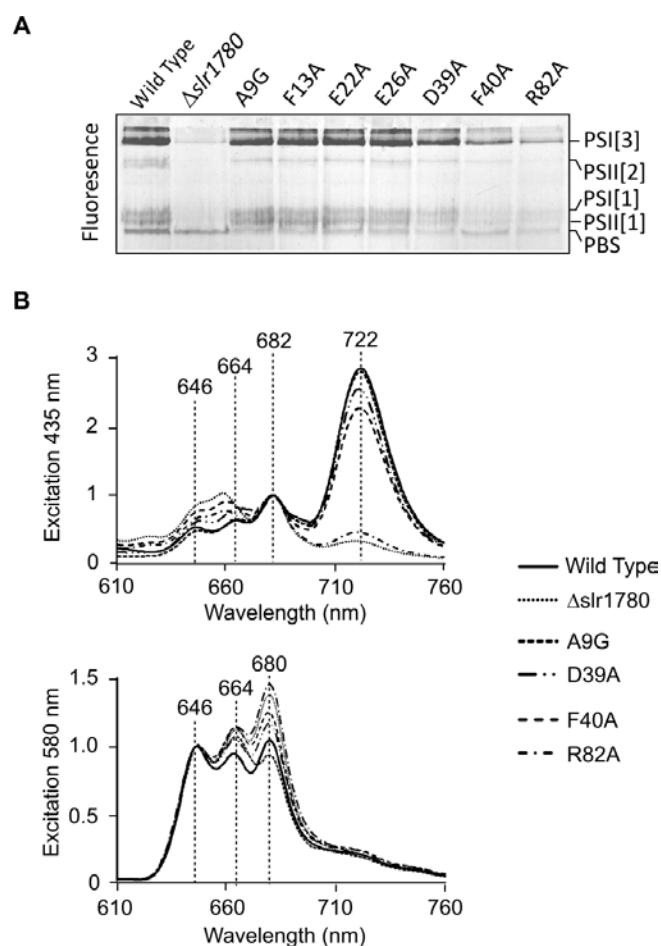 A
Wild Type
Δslr1780
A9G
F13A
E22A
E26A
D39A
F40A
R82A
Fluoresence
PSI[3]
PSII[2]
PSI[1]
PSII[1]
PBS
B
646
664
682
722
3
2
1
0
Excitation 435 nm
610
660
710
760
Wavelength (nm)
646
664
680
1.5
1.0
0.5
0
Excitation 580 nm
610
660
710
760
Wavelength (nm)
Wild Type
Δslr1780
A9G
D39A
F40A
R82A